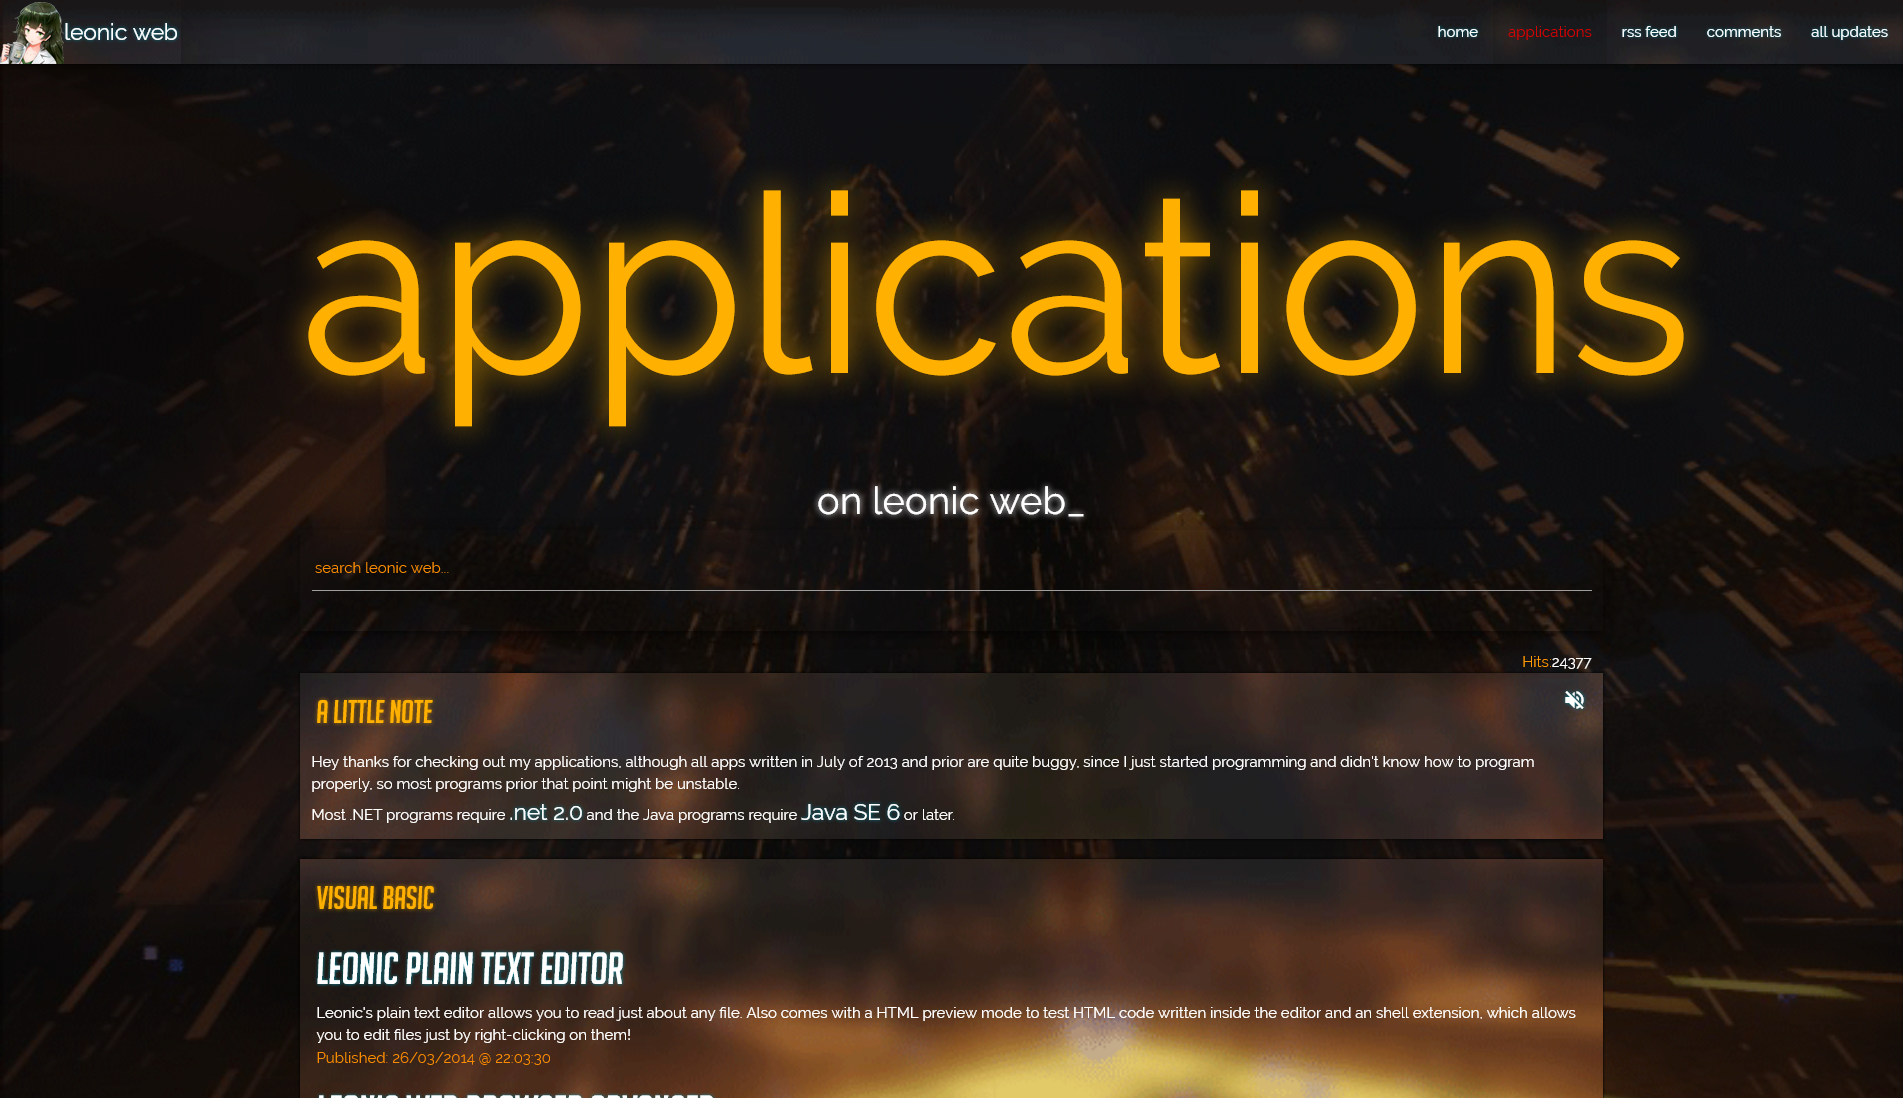 leonic web
home applications rss feed comments all updates
applications
on leonic web_
search leonic web...
Hits:24377
A LITTLE NOTE
Hey thanks for checking out my applications, although all apps written in July of 2013 and prior are quite buggy, since I just started programming and didn't know how to program
properly, so most programs prior that point might be unstable.
Most .NET programs require .net 2.0 and the Java programs require Java SE 6 or later.
VISUAL BASIC
LEONIC PLAIN TEXT EDITOR
Leonic's plain text editor allows you to read just about any file. Also comes with a HTML preview mode to test HTML code written inside the editor and an shell extension, which allows
you to edit files just by right-clicking on them!
Published: 26/03/2014 @ 22:03:30
LEONIC WEB BROWSER ADVANCED